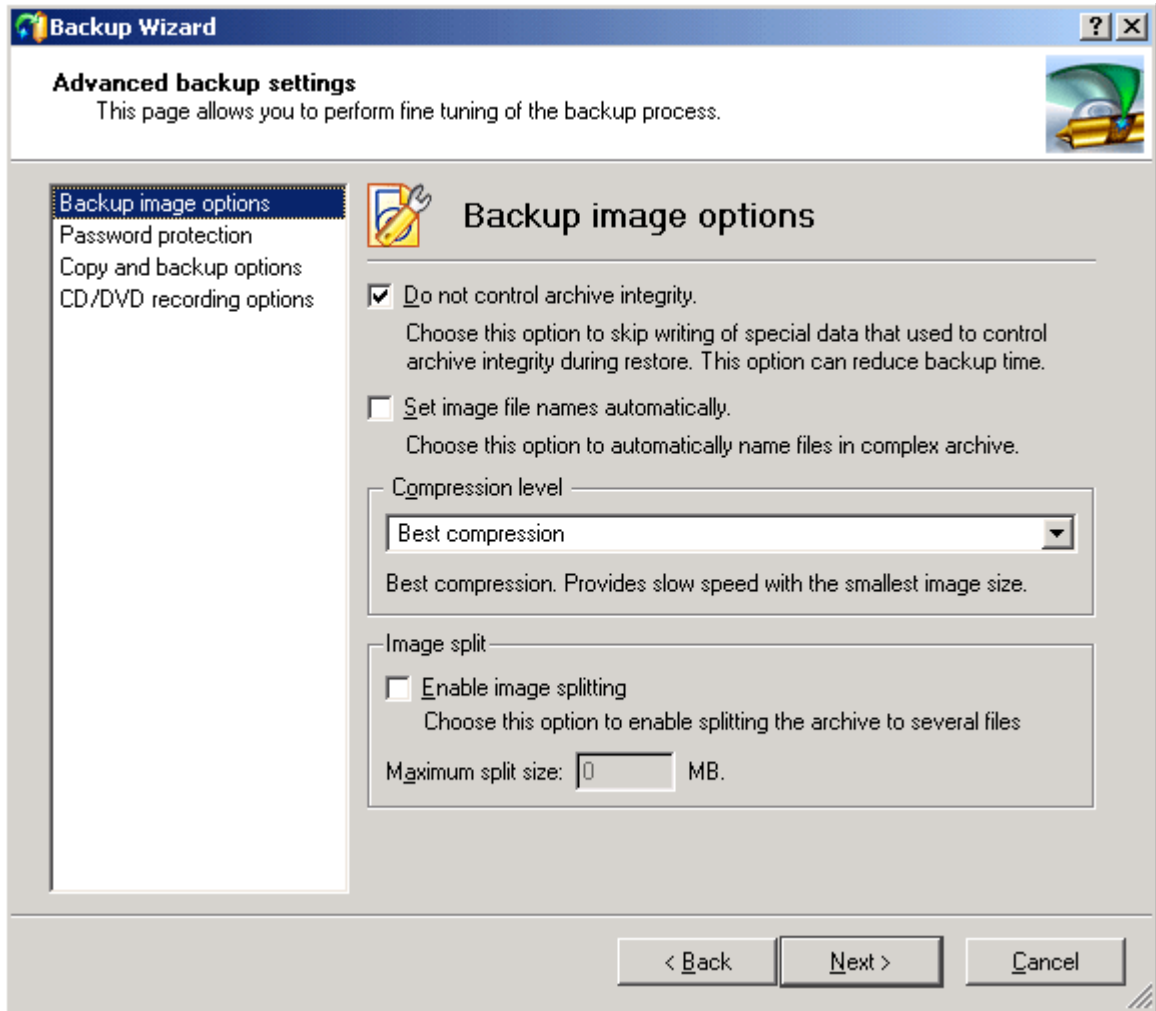 Backup Wizard
Advanced backup settings
This page allows you to perform fine tuning of the backup process.
Backup image options
Password protection
Copy and backup options
CD/DVD recording options
Backup image options
Do not control archive integrity.
Choose this option to skip writing of special data that used to control
archive integrity during restore. This option can reduce backup time.
Set image file names automatically.
Choose this option to automatically name files in complex archive.
Compression level
Best compression
Best compression. Provides slow speed with the smallest image size.
Image split
Enable image splitting
Choose this option to enable splitting the archive to several files
Maximum split size: 0 MB.
< Back Next > Cancel